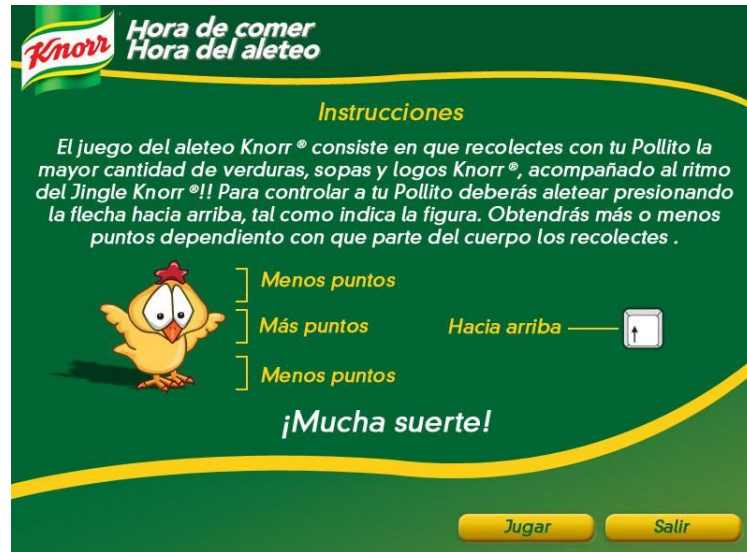 Knorr
Hora de comer
Hora del aleteo
Instrucciones
El juego del aleteo Knorr ® consiste en que recolectes con tu Pollito la
mayor cantidad de verduras, sopas y logos Knorr ®, acompañado al ritmo
del Jingle Knorr ®!! Para controlar a tu Pollito deberás aletear presionando
la flecha hacia arriba, tal como indica la figura. Obtendrás más o menos
puntos dependiento con que parte del cuerpo los recolectes .
Menos puntos
Más puntos
Hacia arriba
Menos puntos
¡Mucha suerte!
Jugar
Salir